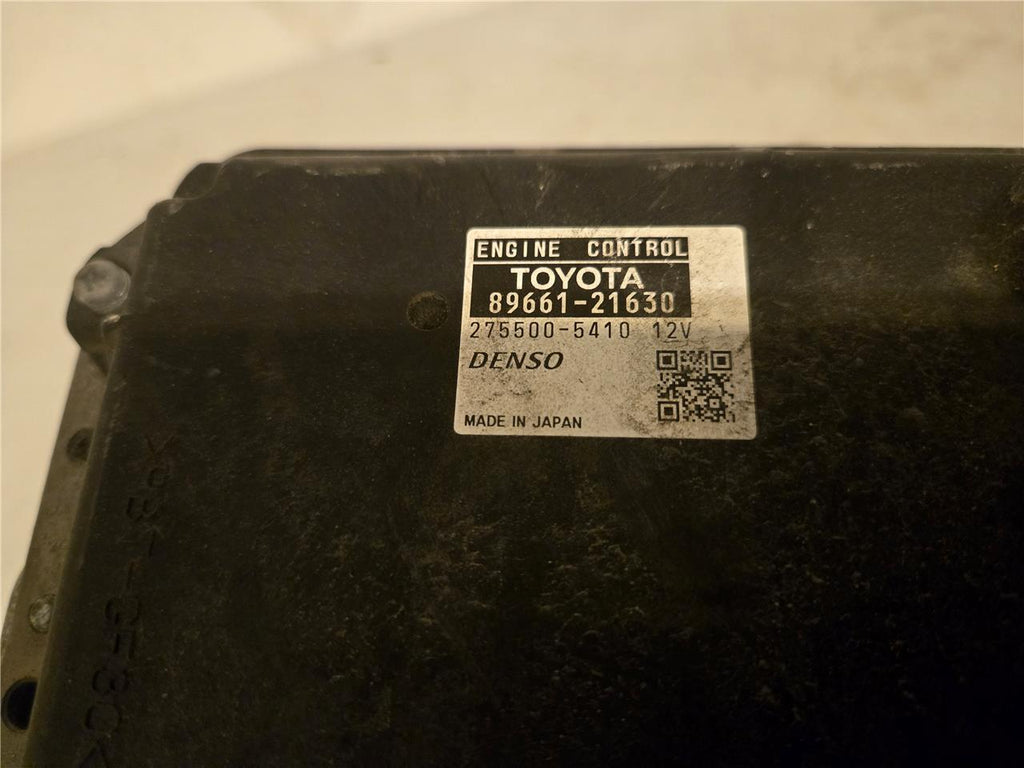 ENGINE CONTROL
TOYOTA
89661-21630
275500-5410 12V
DENSO
MADE IN JAPAN